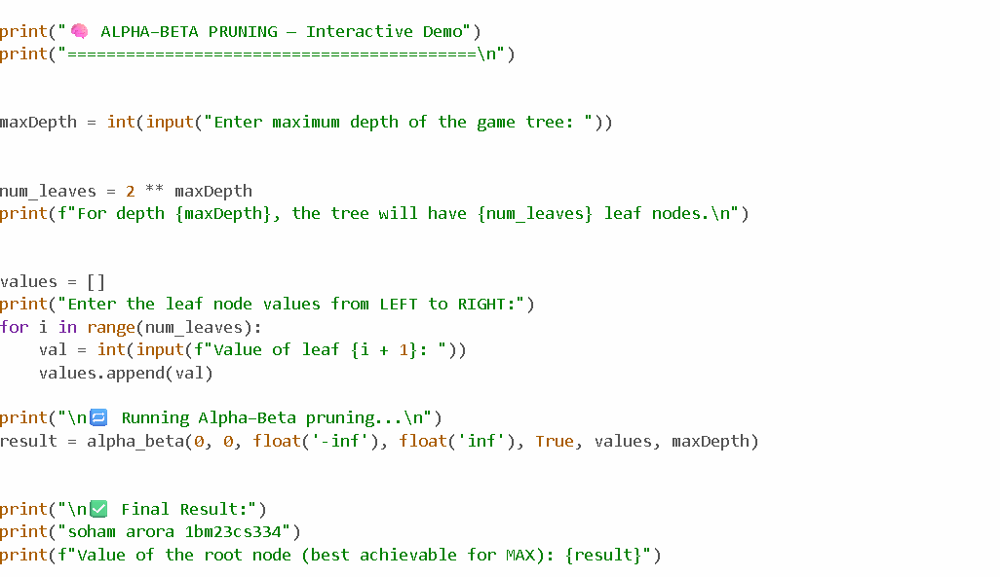 print("🧠 ALPHA–BETA PRUNING — Interactive Demo")
print("==========================================\n")
maxDepth = int(input("Enter maximum depth of the game tree: "))
num_leaves = 2 ** maxDepth
print(f"For depth {maxDepth}, the tree will have {num_leaves} leaf nodes.\n")
values = []
print("Enter the leaf node values from LEFT to RIGHT:")
for i in range(num_leaves):
    val = int(input(f"Value of leaf {i + 1}: "))
    values.append(val)
print("\n🔁 Running Alpha–Beta pruning...\n")
result = alpha_beta(0, 0, float('-inf'), float('inf'), True, values, maxDepth)
print("\n✅ Final Result:")
print("soham arora 1bm23cs334")
print(f"Value of the root node (best achievable for MAX): {result}")